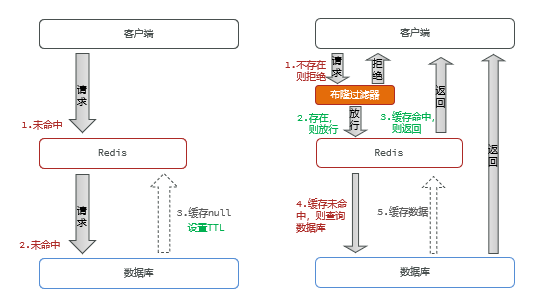 客户端
请求
1.未命中
Redis
请求
2.未命中
3.缓存null
设置TTL
数据库
客户端
1.不存在
则拒绝
请求
拒绝
布隆过滤器
2.存在,
则放行
放行
3.缓存命中,
则返回
返回
Redis
返回
4.缓存未命
中, 则查询
数据库
5.缓存数据
数据库